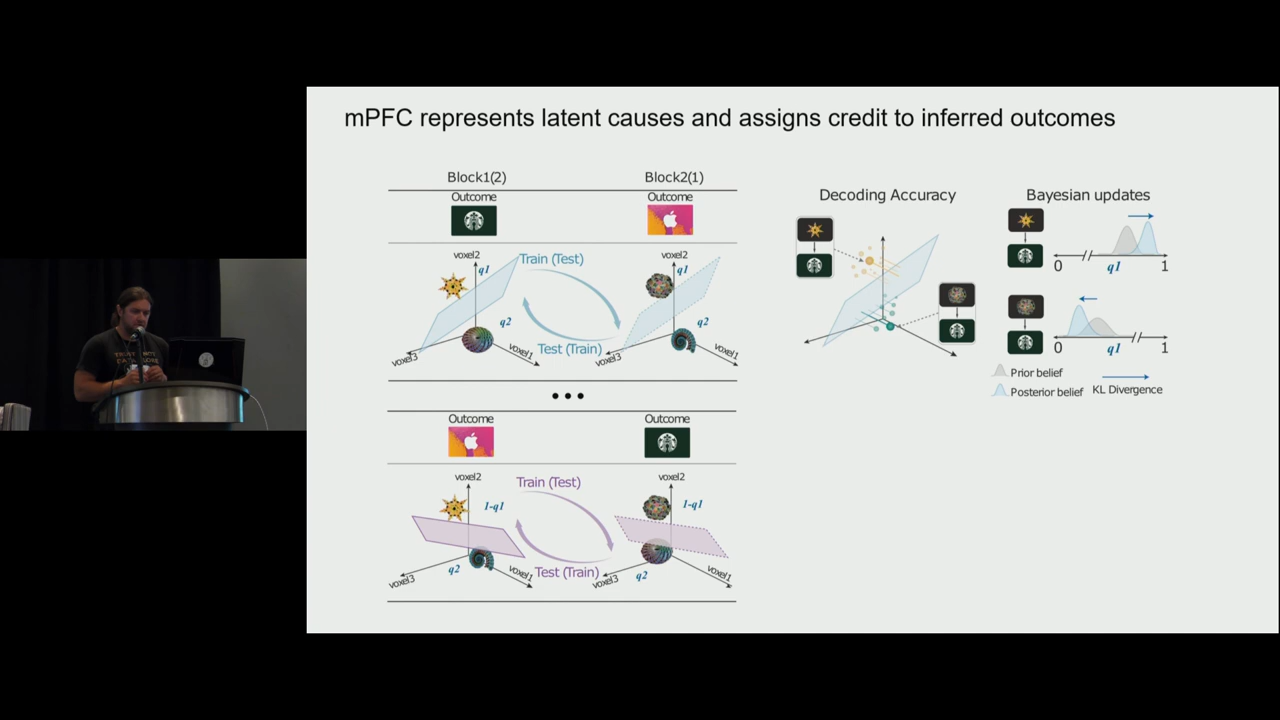 mPFC represents latent causes and assigns credit to inferred outcomes
Block1(2)
Block2(1)
Outcome
Outcome
voxel2
q1
Train (Test)
voxel2
q1
q2
q2
Test (Train)
voxel3
voxel1
voxel3
voxel1
Outcome
Outcome
voxel2
1-q1
Train (Test)
voxel2
1-q1
q2
Test (Train)
q2
voxel3
voxel1
voxel3
voxel1
Decoding Accuracy
Bayesian updates
0
q1
1
0
q1
1
Prior belief
Posterior belief
KL Divergence